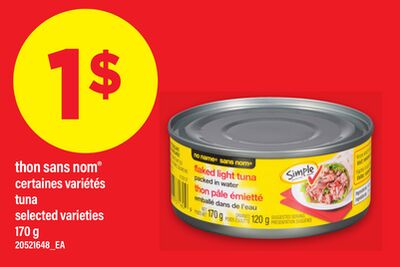 1$
thon sans nom®
certaines variétés
tuna
selected varieties
170 g
20521648_EA
no name® sans nom®
flaked light tuna
packed in water
thon pâle émietté
emballé dans de l'eau
170 g
120 g
Simple